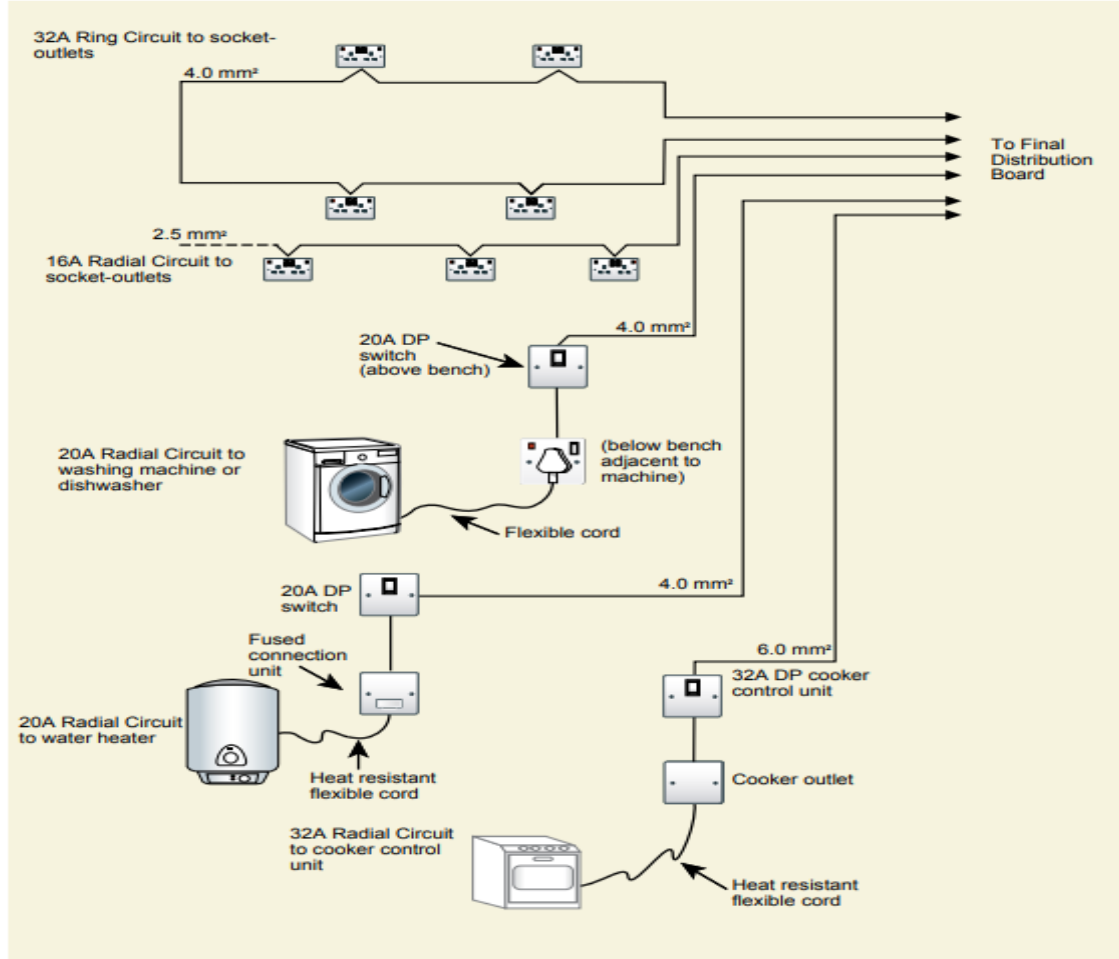 32A Ring Circuit to socket-
outlets
4.0 mm²
To Final
Distribution
Board
2.5 mm²
16A Radial Circuit to
socket-outlets
4.0 mm²
20A DP
switch
(above bench)
20A Radial Circuit to
washing machine or
dishwasher
(below bench
adjacent to
machine)
Flexible cord
20A DP
switch
4.0 mm²
Fused
connection
unit
6.0 mm²
32A DP cooker
control unit
20A Radial Circuit
to water heater
Heat resistant
flexible cord
Cooker outlet
32A Radial Circuit
to cooker control
unit
Heat resistant
flexible cord